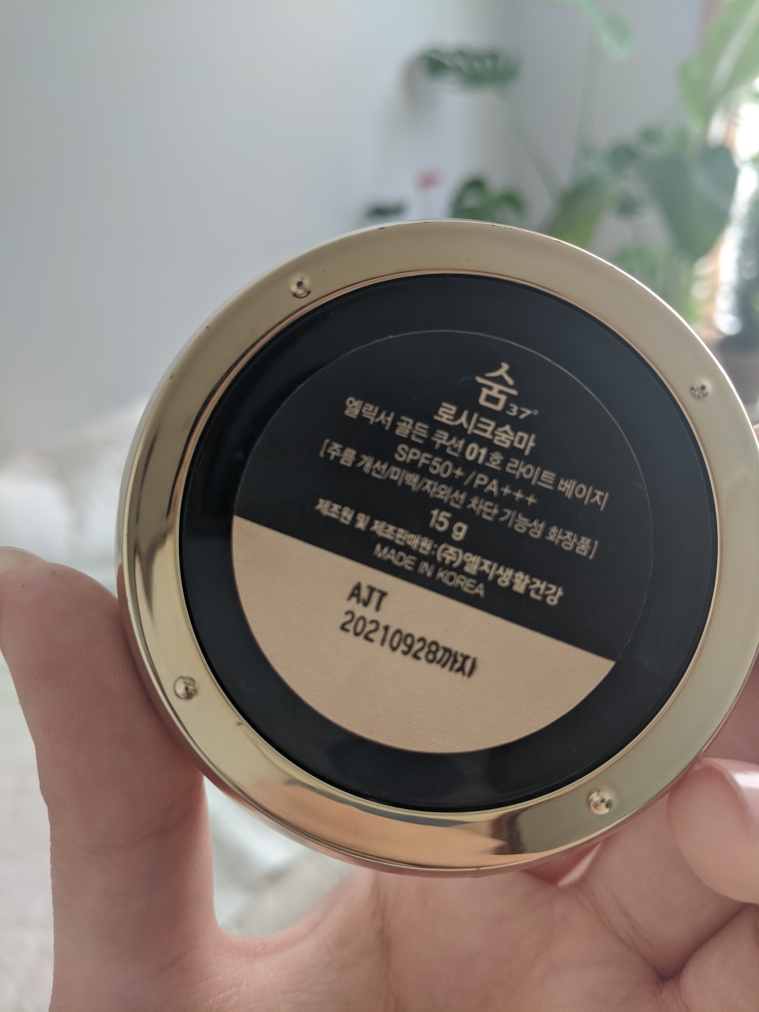 숨37°
로시크숨마
엘릭서 골든 쿠션 01호 라이트 베이지
SPF50+/PA+++
[주름 개선/미백/자외선 차단 기능성 화장품]
15 g
제조원 및 제조판매원:(주)엘지생활건강
MADE IN KOREA
AJT
20210928까지